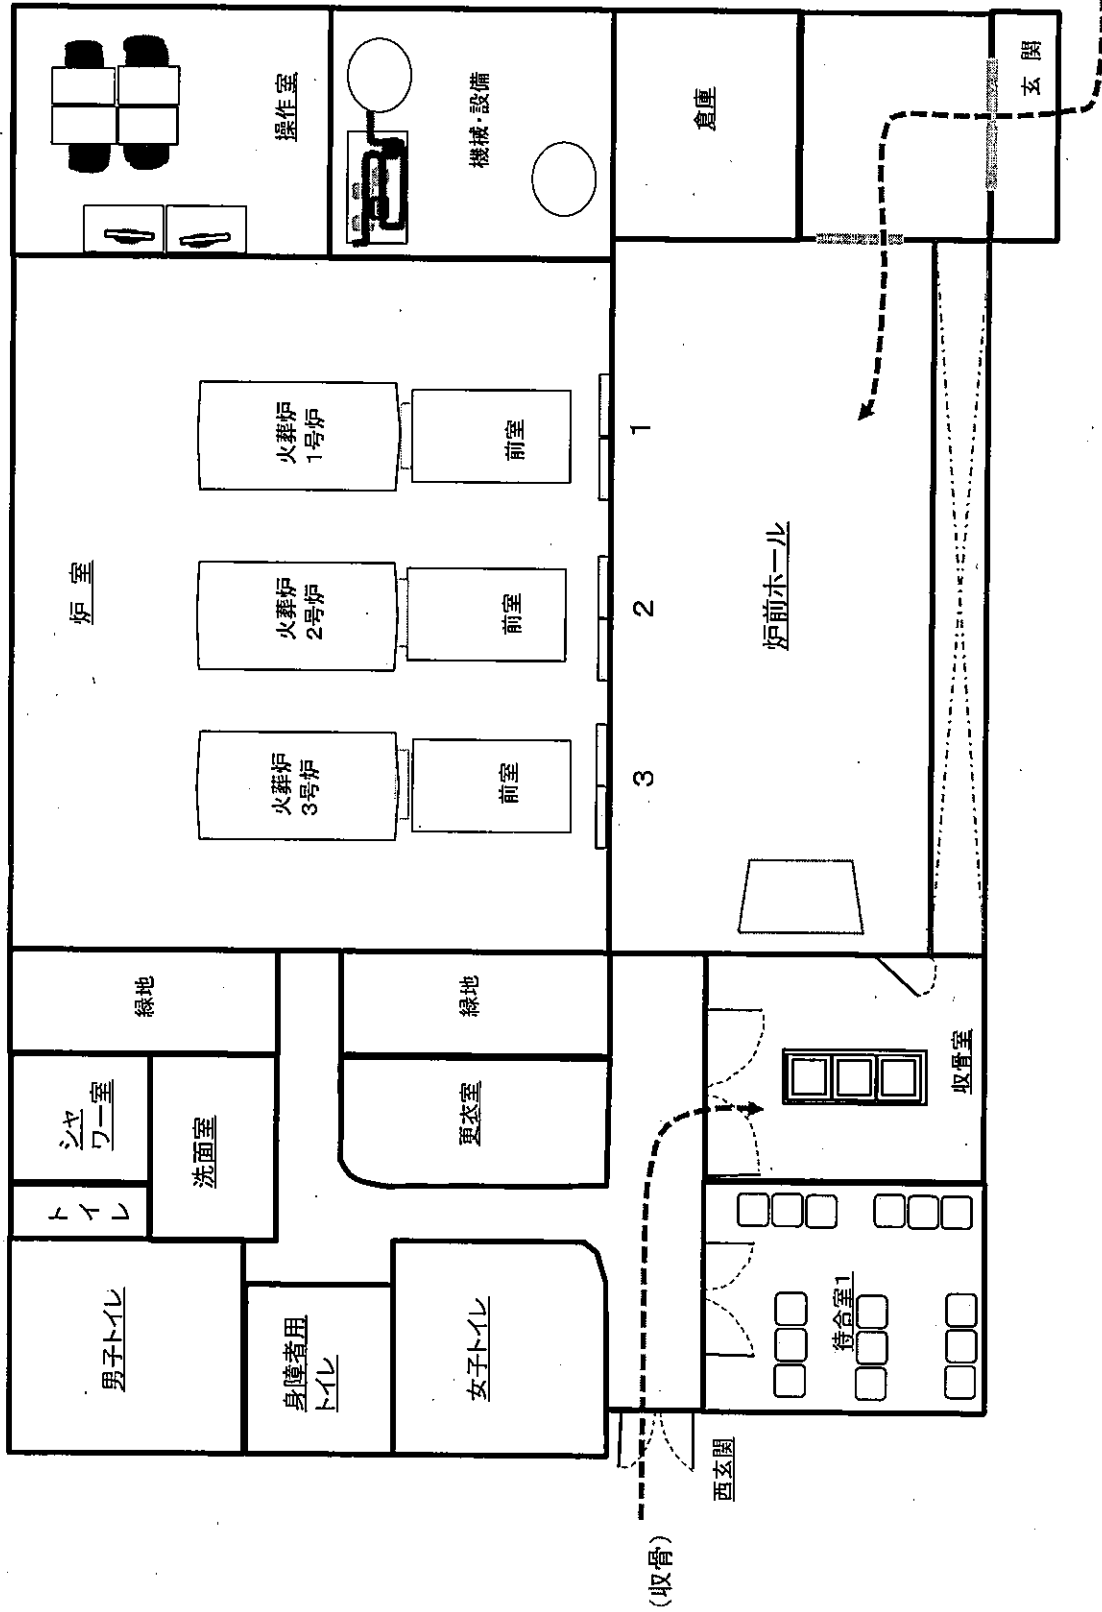 男子トイレ
トイレ
シャ
ワー室
緑地
炉 室
洗面室
操作室
身障者用
トイレ
火葬炉
3号炉
火葬炉
2号炉
火葬炉
1号炉
女子トイレ
更衣室
緑地
前室
前室
前室
機械・設備
(収骨)
3
2
1
西玄関
炉前ホール
倉庫
待合室1
収骨室
玄 関